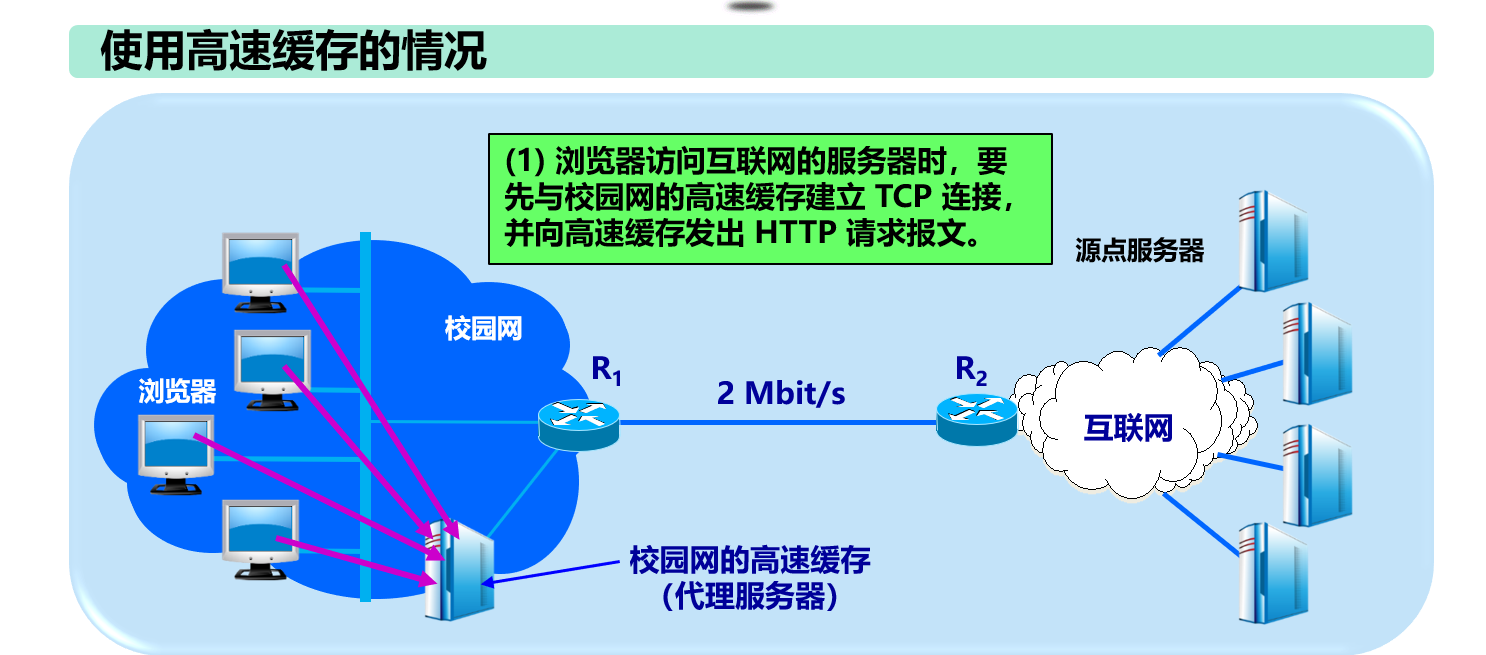 使用高速缓存的情况
(1) 浏览器访问互联网的服务器时，要
先与校园网的高速缓存建立 TCP 连接，
并向高速缓存发出 HTTP 请求报文。
源点服务器
校园网
浏览器
R1
2 Mbit/s
R2
互联网
校园网的高速缓存
（代理服务器）